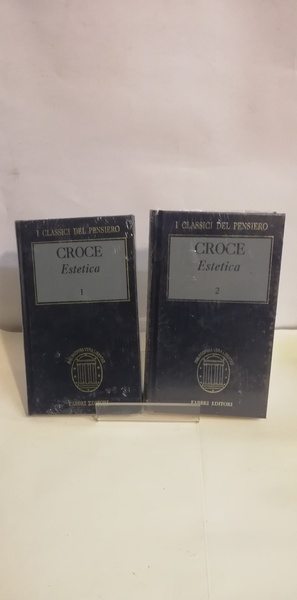 I CLASSICI DEL PENSIERO
CROCE
Estetica
1
FABBRI EDITORI
I CLASSICI DEL PENSIERO
CROCE
Estetica
2
FABBRI EDITORI